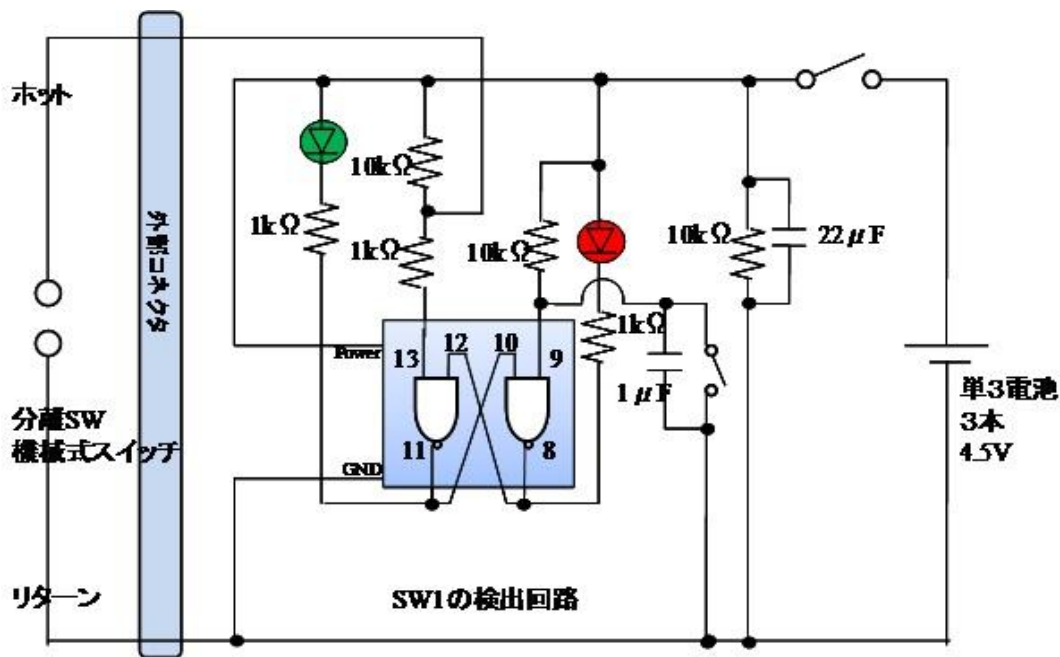 ホット
外部コネクタ
分離SW
機械式スイッチ
リターン
1kΩ
10kΩ
1kΩ
10kΩ
1kΩ
10kΩ
22μF
1μF
Power
13
12
10
9
11
8
GND
単3電池
3本
4.5V
SW1の検出回路